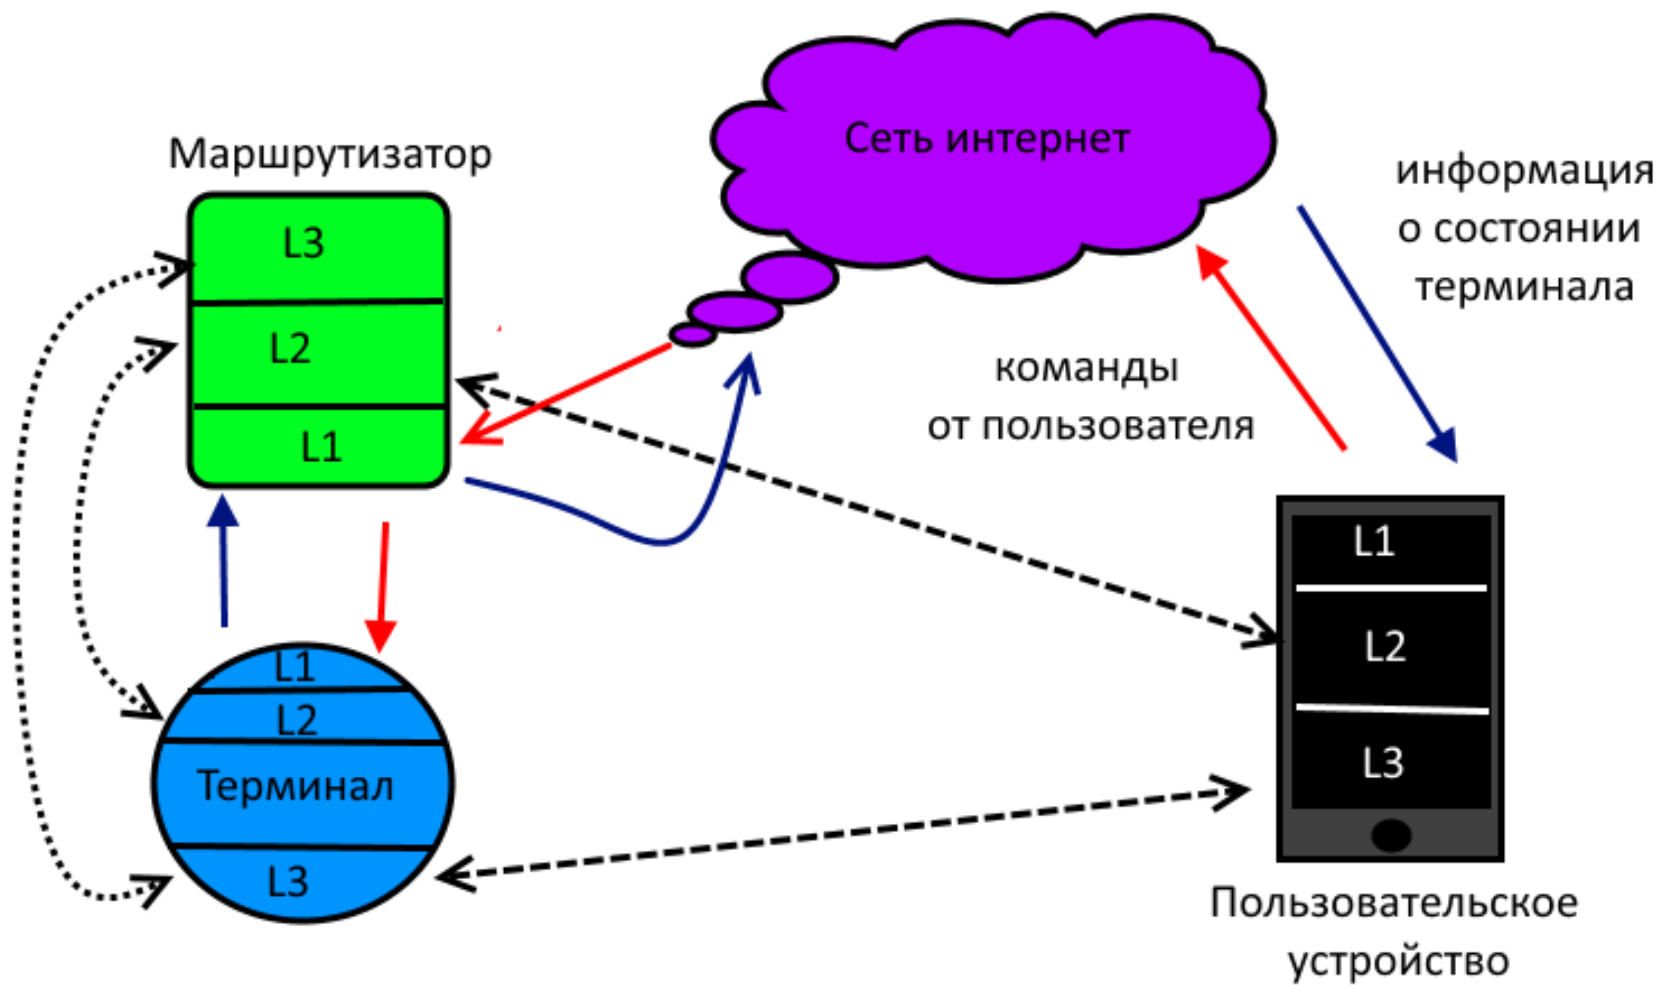 Сеть интернет
Маршрутизатор
L3
L2
L1
информация
о состоянии
терминала
команды
от пользователя
L1
L2
Терминал
L3
L1
L2
L3
Пользовательское
устройство